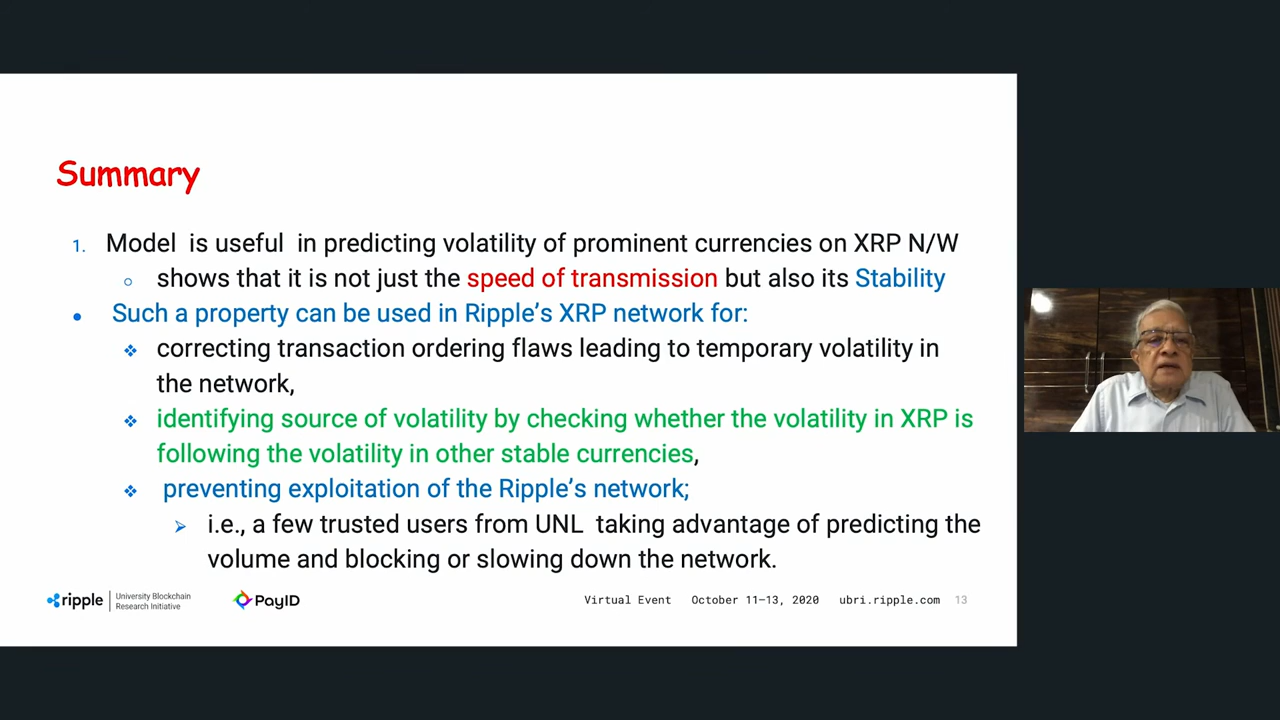 Summary
1. Model is useful in predicting volatility of prominent currencies on XRP N/W
○ shows that it is not just the speed of transmission but also its Stability
● Such a property can be used in Ripple's XRP network for:
❖ correcting transaction ordering flaws leading to temporary volatility in
the network,
❖ identifying source of volatility by checking whether the volatility in XRP is
following the volatility in other stable currencies,
❖ preventing exploitation of the Ripple's network;
➢ i.e., a few trusted users from UNL taking advantage of predicting the
volume and blocking or slowing down the network.
ripple
University Blockchain
Research Initiative
PayID
Virtual Event October 11–13, 2020 ubri.ripple.com 13